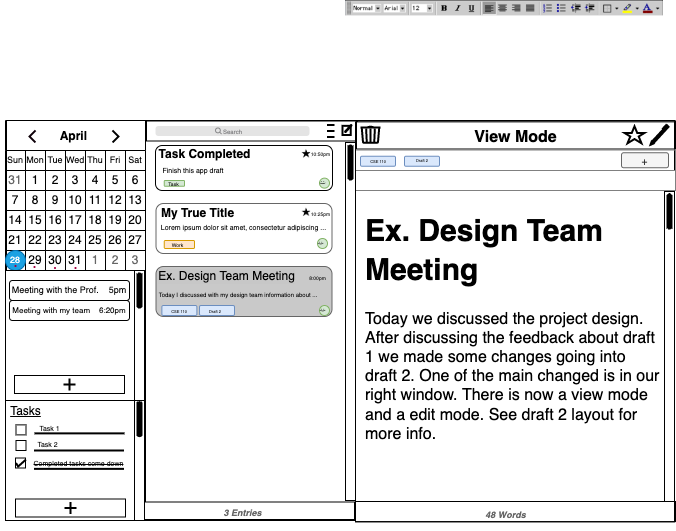 Normal Arial 12 B I U A
April
Sun Mon Tue Wed Thu Fri Sat
31 1 2 3 4 5 6
7 8 9 10 11 12 13
14 15 16 17 18 19 20
21 22 23 24 25 26 27
28 29 30 31 1 2 3
Meeting with the Prof. 5pm
Meeting with my team 6:20pm
+
Tasks
Task 1
Task 2
Completed tasks come down
+
Search
Task Completed 10:50pm
Finish this app draft
Task
My True Title 10:25pm
Lorem ipsum dolor sit amet, consectetur adipiscing ...
Work
Ex. Design Team Meeting 8:00pm
Today I discussed with my design team information about ...
CSE 110 Draft 2
3 Entries
View Mode
CSE 110 Draft 2 +
Ex. Design Team
Meeting
Today we discussed the project design.
After discussing the feedback about draft
1 we made some changes going into
draft 2. One of the main changed is in our
right window. There is now a view mode
and a edit mode. See draft 2 layout for
more info.
48 Words